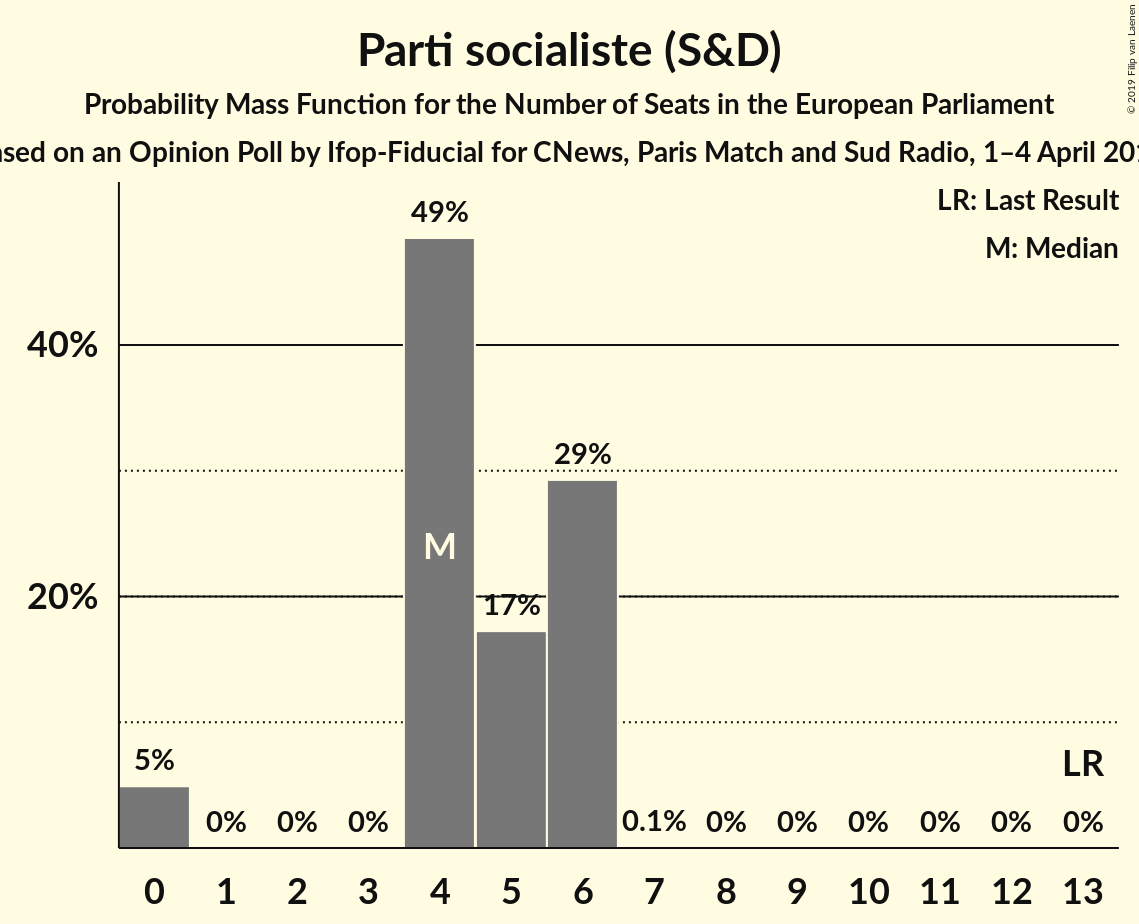 Parti socialiste (S&D)
Probability Mass Function for the Number of Seats in the European Parliament
on an Opinion Poll by Ifop-Fiducial for CNews, Paris Match and Sud Radio, 1–4 April
© 2019 Filip van Laenen
LR: Last Result
M: Median
49%
40%
29%
M
20%
17%
5%
LR
0% 0% 0% 0.1% 0% 0% 0% 0% 0% 0%
0 1 2 3 4 5 6 7 8 9 10 11 12 13